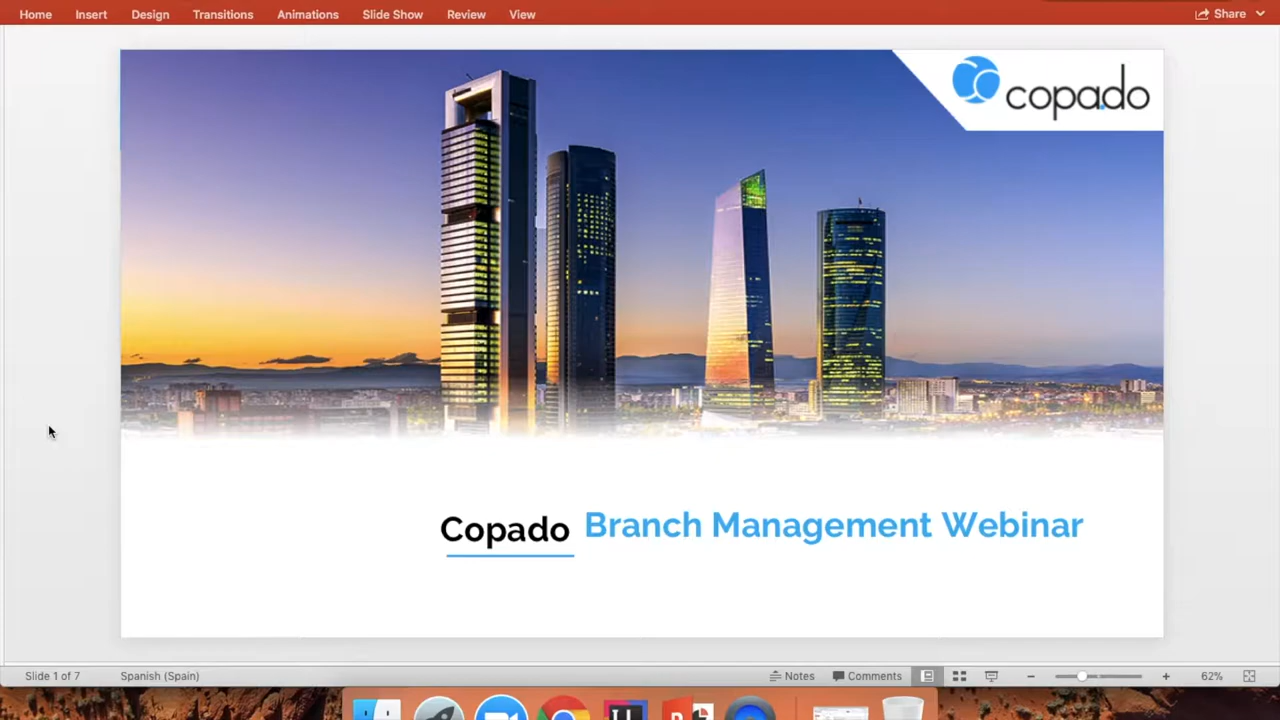 Home Insert Design Transitions Animations Slide Show Review View Share
copado
Copado Branch Management Webinar
Slide 1 of 7 Spanish (Spain) Notes Comments 62%